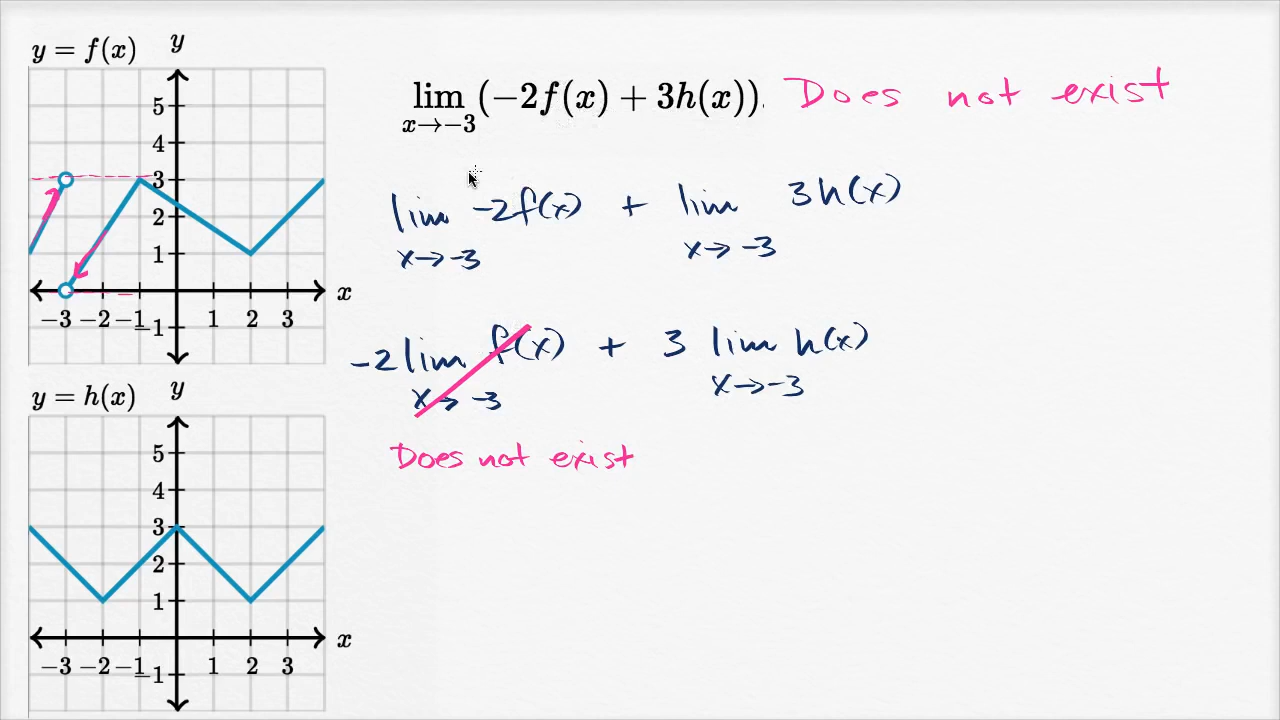 y = f(x)
y
5
4
3
2
1
−1
−3 −2 −1 1 2 3
x
y = h(x)
y
5
4
3
2
1
−1
−3 −2 −1 1 2 3
x
lim (−2f(x) + 3h(x)). Does not exist
x→−3
lim -2f(x) + lim 3h(x)
x→-3 x→-3
-2 lim f(x) + 3 lim h(x)
x→-3 x→-3
Does not exist